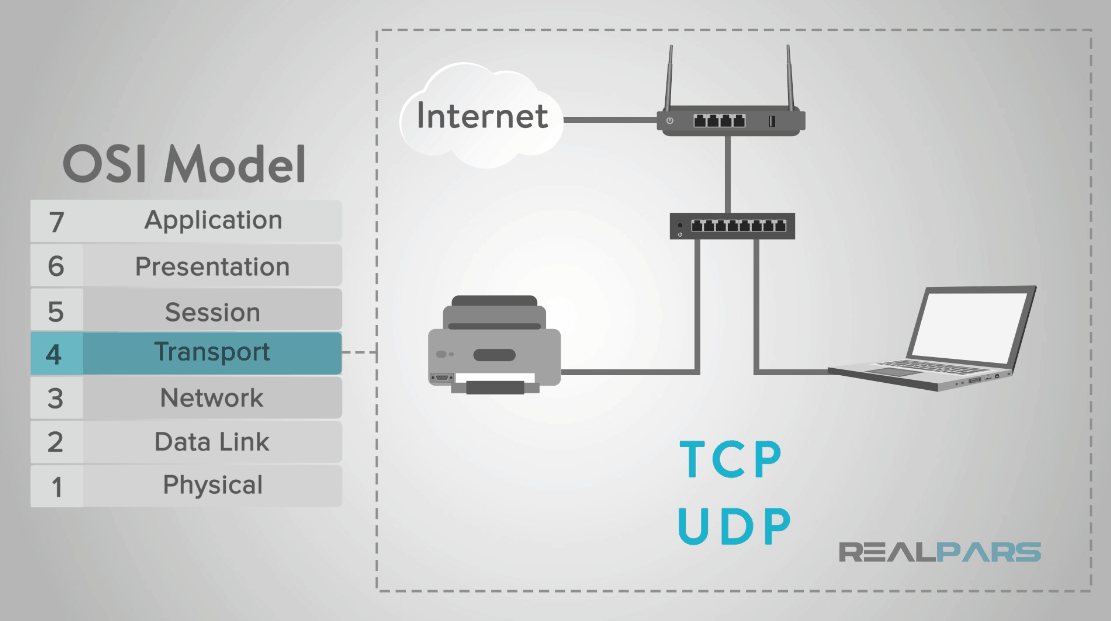 OSI Model
7 Application
6 Presentation
5 Session
4 Transport
3 Network
2 Data Link
1 Physical
Internet
TCP
UDP
REALPARS